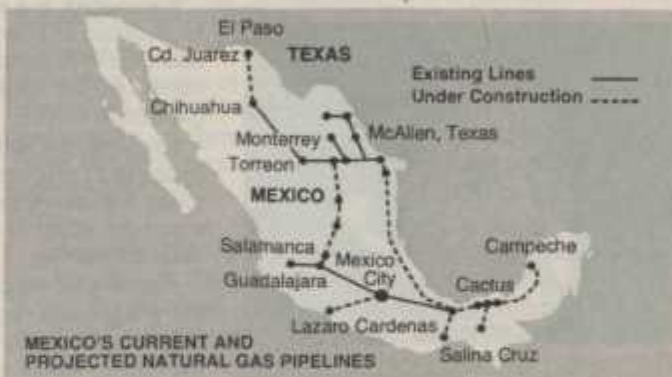 El Paso
Cd. Juarez
TEXAS
Existing Lines
Under Construction
Chihuahua
Monterrey
McAllen, Texas
Torreon
MEXICO
Salamanca
Mexico
City
Campeche
Guadalajara
Cactus
Lazaro Cardenas
Salina Cruz
MEXICO'S CURRENT AND
PROJECTED NATURAL GAS PIPELINES